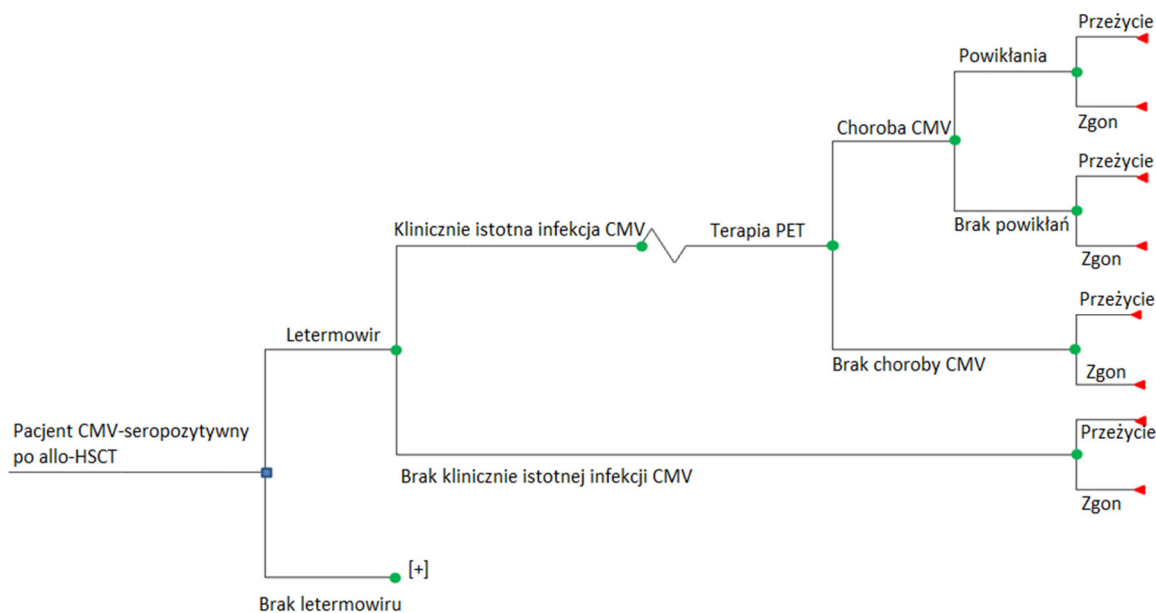 Przeżycie
Powikłania
Zgon
Choroba CMV
Przeżycie
Brak powikłań
Klinicznie istotna infekcja CMV
Terapia PET
Zgon
Przeżycie
Letermowir
Brak choroby CMV
Zgon
Pacjent CMV-seropozytywny
po allo-HSCT
Przeżycie
Brak klinicznie istotnej infekcji CMV
Zgon
[+]
Brak letermowiru